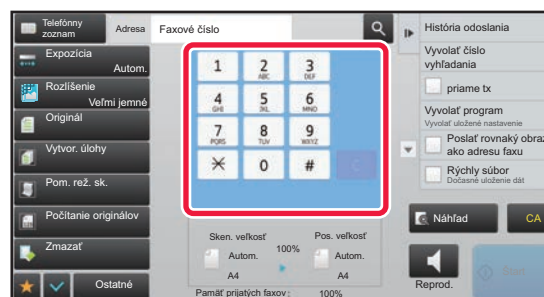 Telefónny
zoznam
Adresa
Faxové číslo
Expozícia
Autom.
Rozlíšenie
Veľmi jemné
Originál
Vytvor. úlohy
Pom. rež. sk.
Počítanie originálov
Zmazať
Ostatné
1
2
ABC
3
DEF
4
GHI
5
JKL
6
MNO
7
PQRS
8
TUV
9
WXYZ
0
#
C
Sken. veľkosť
100%
Pos. veľkosť
Autom.
A4
Autom.
A4
Pamäť prijatých faxov :
100%
História odoslania
Vyvolať číslo
vyhľadania
priame tx
Vyvolať program
Vyvolať uložené nastavenie
Poslať rovnaký obraz
ako adresu faxu
Rýchly súbor
Dočasné uloženie dát
Náhľad
CA
Reprod.
Štart